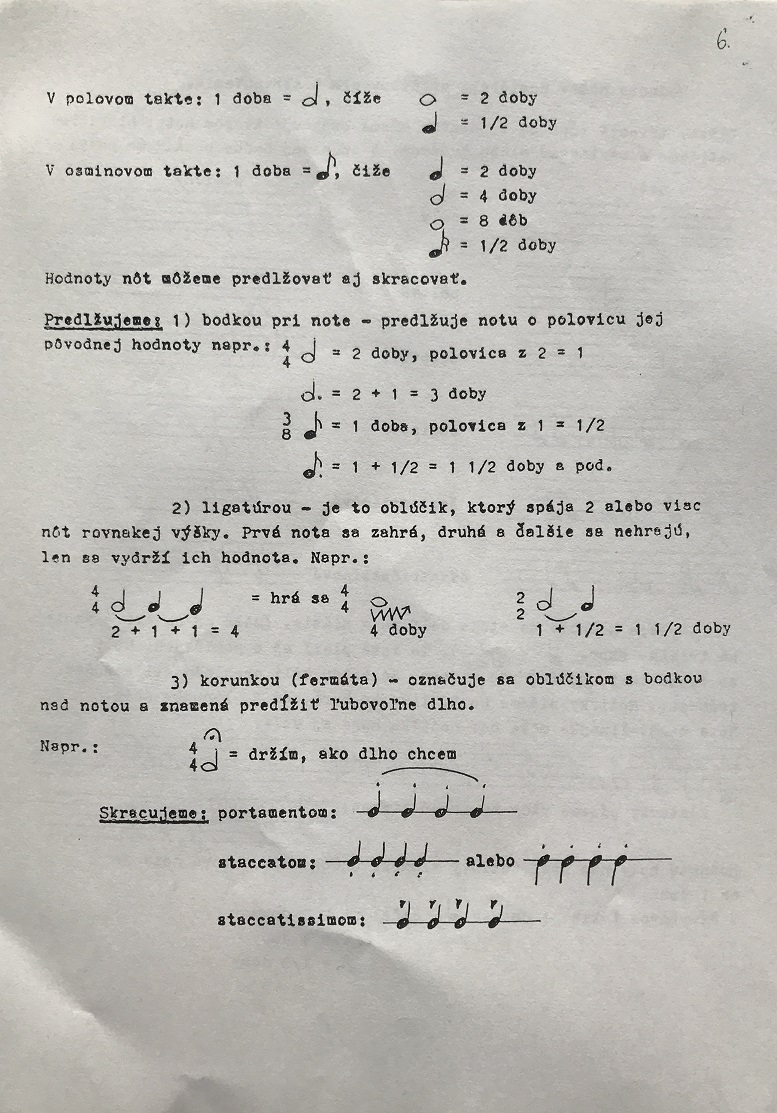 6.
V polovom takte: 1 doba = 𝅗𝅥, číže 𝅝 = 2 doby
♩ = 1/2 doby
V osminovom takte: 1 doba = ♪, čiže ♩ = 2 doby
𝅗𝅥 = 4 doby
𝅝 = 8 dôb
𝅘𝅥𝅯 = 1/2 doby
Hodnoty nôt môžeme predlžovať aj skracovať.
Predlžujeme: 1) bodkou pri note - predlžuje notu o polovicu jej
pôvodnej hodnoty napr.: 4/4 𝅗𝅥 = 2 doby, polovica z 2 = 1
𝅗𝅥. = 2 + 1 = 3 doby
3/8 ♪ = 1 doba, polovica z 1 = 1/2
♪. = 1 + 1/2 = 1 1/2 doby a pod.
2) ligatúrou - je to oblúčik, ktorý spája 2 alebo viac
nôt rovnakej výšky. Prvá nota sa zahrá, druhá a ďalšie sa nehrajú,
len sa vydrží ich hodnota. Napr.:
4/4 𝅗𝅥 ♩ ♩ = hrá sa 4/4 𝅝 2/2 𝅗𝅥 ♩
2 + 1 + 1 = 4 4 doby 1 + 1/2 = 1 1/2 doby
3) korunkou (fermáta) - označuje sa oblúčikom s bodkou
nad notou a znamená predĺžiť ľubovoľne dlho.
Napr.: 4/4 𝅗𝅥 = držím, ako dlho chcem
Skracujeme: portamentom:
staccatom: alebo
staccatissimom: